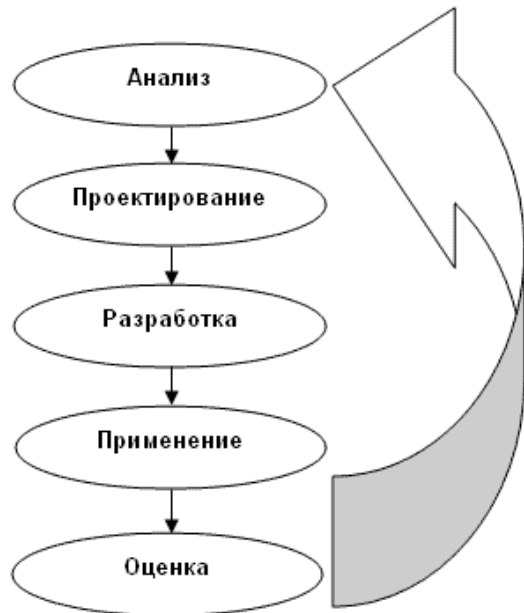 Анализ
Проектирование
Разработка
Применение
Оценка